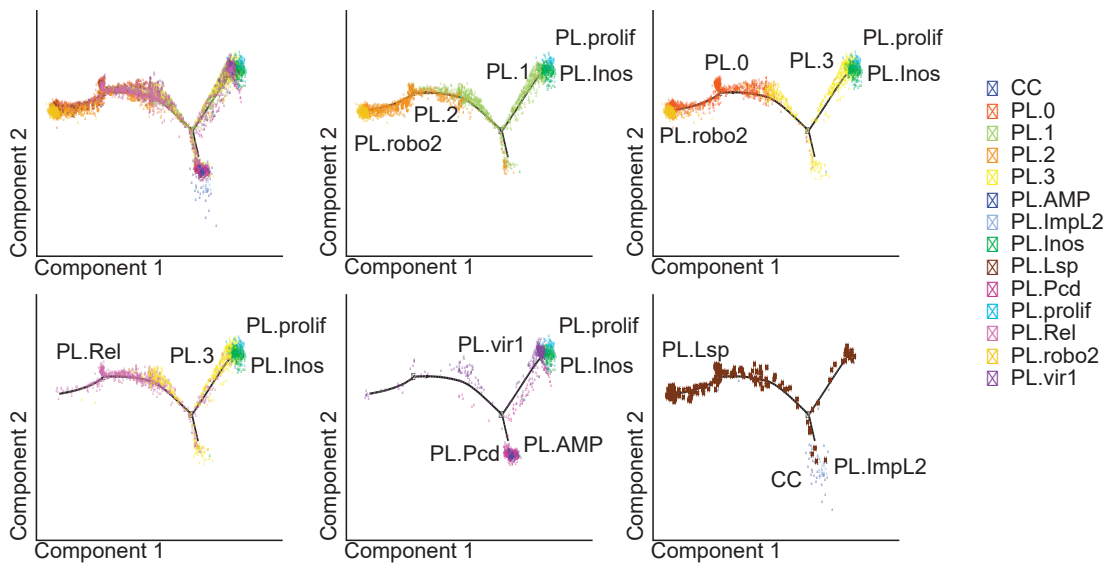 Component 2
Component 1
PL.prolif
PL.1
PL.Inos
PL.2
PL.robo2
Component 2
Component 1
PL.prolif
PL.0
PL.3
PL.Inos
PL.robo2
Component 2
Component 1
CC
PL.0
PL.1
PL.2
PL.3
PL.AMP
PL.ImpL2
PL.Inos
PL.Lsp
PL.Pcd
PL.prolif
PL.Rel
PL.robo2
PL.vir1
PL.prolif
PL.Rel
PL.3
PL.Inos
Component 2
Component 1
PL.prolif
PL.vir1
PL.Inos
PL.Pcd
PL.AMP
Component 2
Component 1
PL.Lsp
PL.ImpL2
CC
Component 2
Component 1